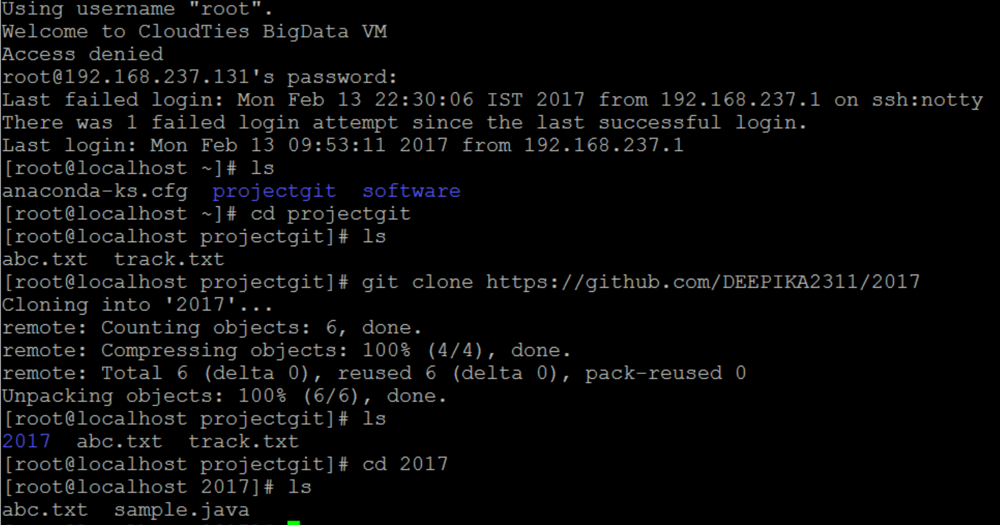 Using username "root".
Welcome to CloudTies BigData VM
Access denied
root@192.168.237.131's password:
Last failed login: Mon Feb 13 22:30:06 IST 2017 from 192.168.237.1 on ssh:notty
There was 1 failed login attempt since the last successful login.
Last login: Mon Feb 13 09:53:11 2017 from 192.168.237.1
[root@localhost ~]# ls
anaconda-ks.cfg  projectgit  software
[root@localhost ~]# cd projectgit
[root@localhost projectgit]# ls
abc.txt  track.txt
[root@localhost projectgit]# git clone https://github.com/DEEPIKA2311/2017
Cloning into '2017'...
remote: Counting objects: 6, done.
remote: Compressing objects: 100% (4/4), done.
remote: Total 6 (delta 0), reused 6 (delta 0), pack-reused 0
Unpacking objects: 100% (6/6), done.
[root@localhost projectgit]# ls
2017  abc.txt  track.txt
[root@localhost projectgit]# cd 2017
[root@localhost 2017]# ls
abc.txt  sample.java